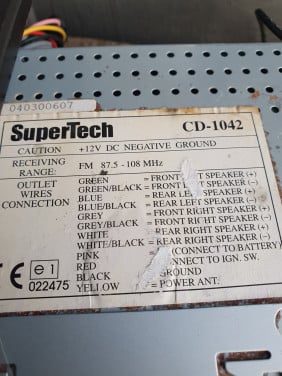 040300607
SuperTech CD-1042
CAUTION +12V DC NEGATIVE GROUND
RECEIVING RANGE: FM 87.5 - 108 MHz
OUTLET WIRES CONNECTION
GREEN = FRONT LEFT SPEAKER (+)
GREEN/BLACK = FRONT LEFT SPEAKER (-)
BLUE = REAR LEFT SPEAKER (+)
BLUE/BLACK = REAR LEFT SPEAKER (-)
GREY = FRONT RIGHT SPEAKER (+)
GREY/BLACK = FRONT RIGHT SPEAKER (-)
WHITE = REAR RIGHT SPEAKER (+)
WHITE/BLACK = REAR RIGHT SPEAKER (-)
PINK (CONNECT TO BATTERY)
RED CONNECT TO IGN. SW.
BLACK GROUND
YELLOW = POWER ANT.
CE e1
022475